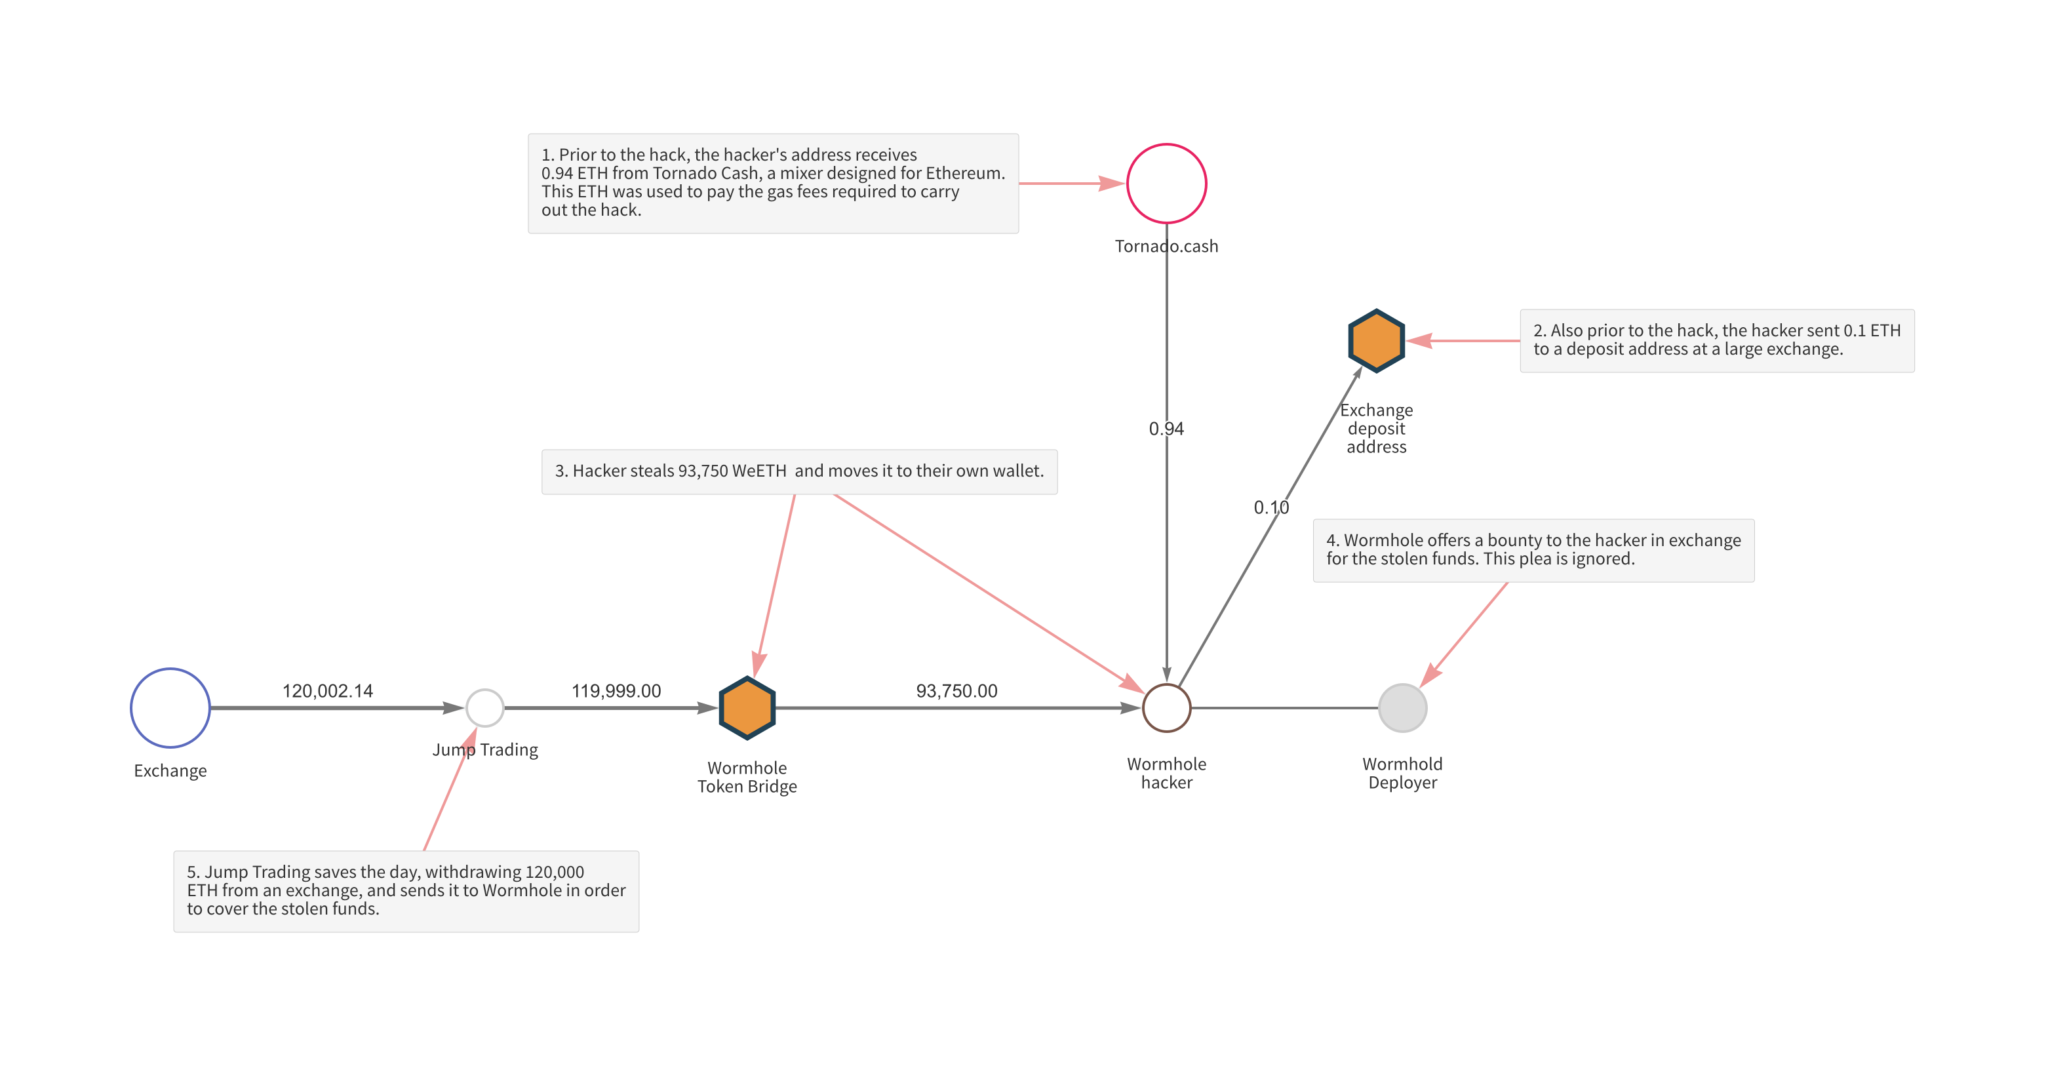 1. Prior to the hack, the hacker's address receives
0.94 ETH from Tornado Cash, a mixer designed for Ethereum.
This ETH was used to pay the gas fees required to carry
out the hack.
Tornado.cash
2. Also prior to the hack, the hacker sent 0.1 ETH
to a deposit address at a large exchange.
Exchange
deposit
address
0.94
3. Hacker steals 93,750 WeETH  and moves it to their own wallet.
0.10
4. Wormhole offers a bounty to the hacker in exchange
for the stolen funds. This plea is ignored.
120,002.14
119,999.00
93,750.00
Exchange
Jump Trading
Wormhole
Token Bridge
Wormhole
hacker
Wormhold
Deployer
5. Jump Trading saves the day, withdrawing 120,000
ETH from an exchange, and sends it to Wormhole in order
to cover the stolen funds.